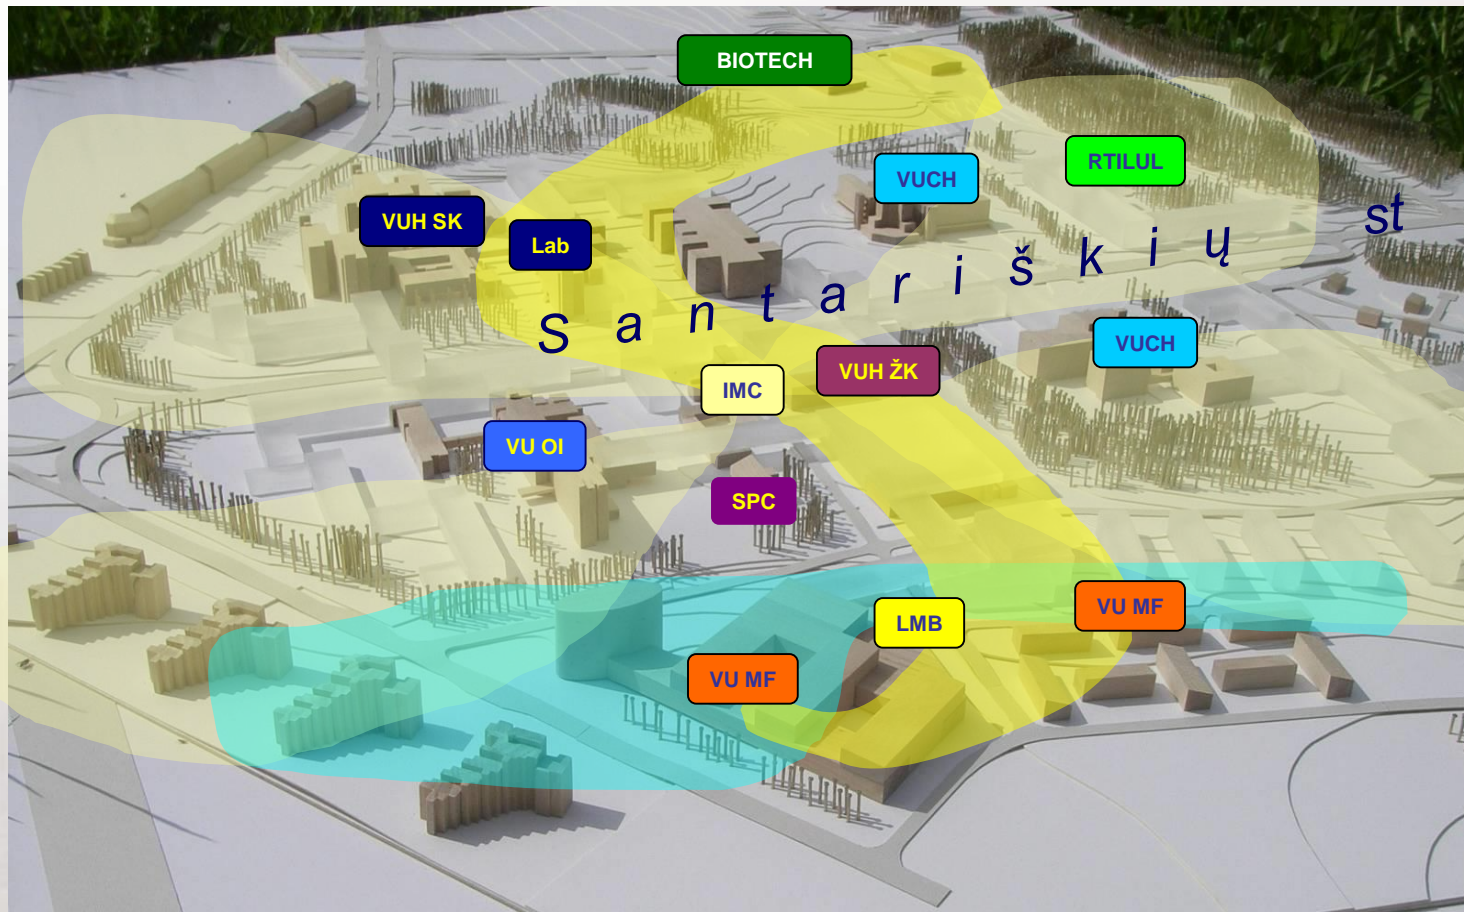 BIOTECH
VUCH
RTILUL
VUH SK
Lab
Santariškių st
VUCH
VUH ŽK
IMC
VU OI
SPC
VU MF
LMB
VU MF